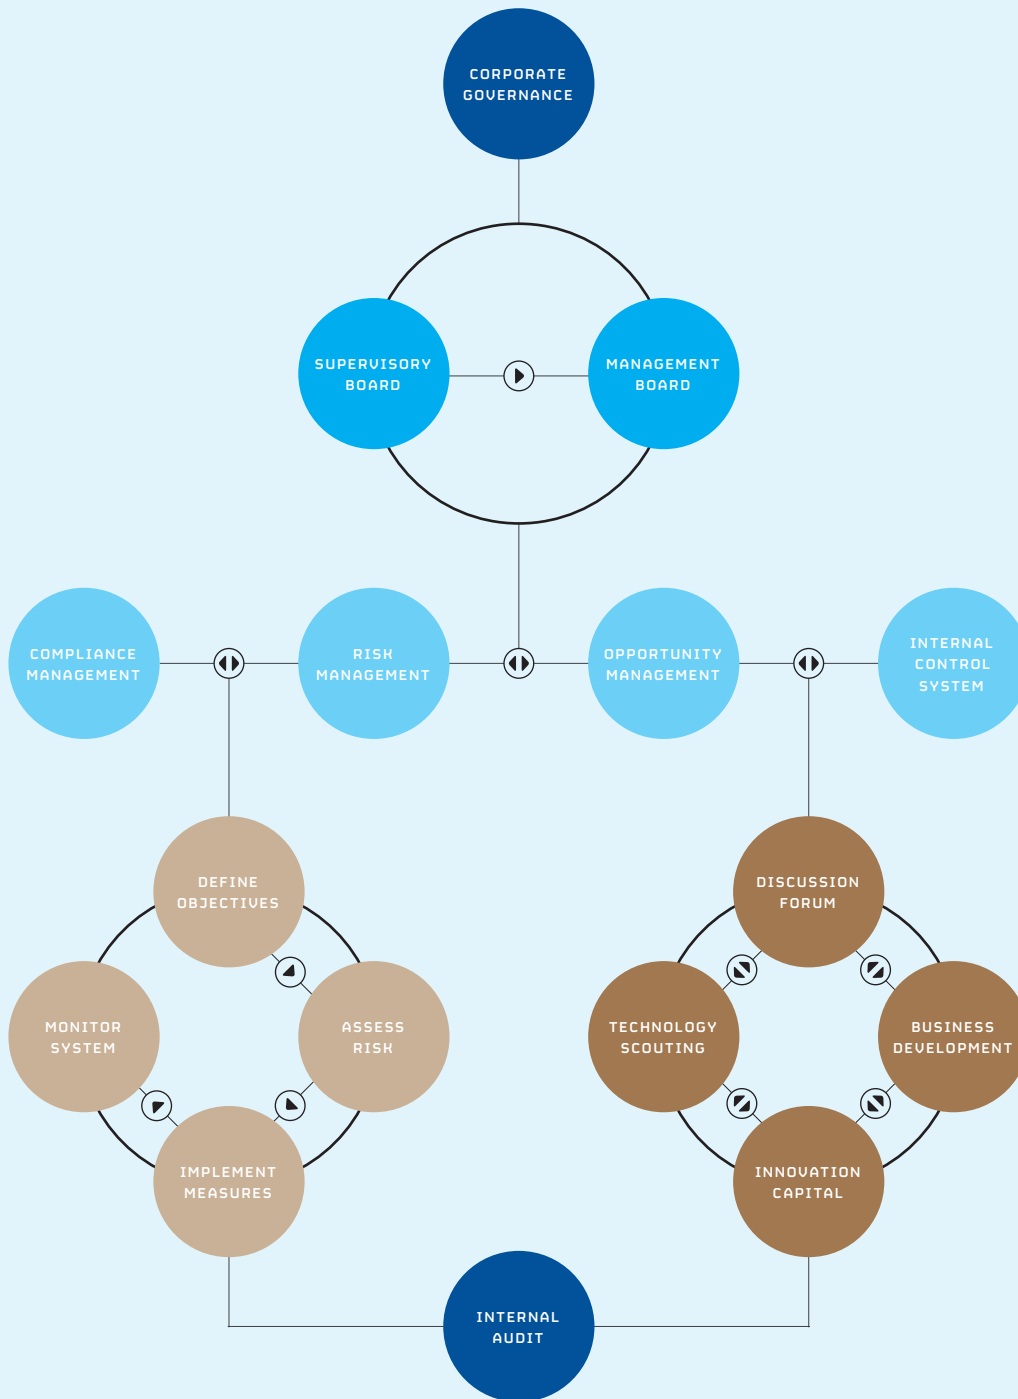 CORPORATE
GOVERNANCE
SUPERVISORY
BOARD
MANAGEMENT
BOARD
COMPLIANCE
MANAGEMENT
RISK
MANAGEMENT
OPPORTUNITY
MANAGEMENT
INTERNAL
CONTROL
SYSTEM
DEFINE
OBJECTIVES
DISCUSSION
FORUM
MONITOR
SYSTEM
ASSESS
RISK
TECHNOLOGY
SCOUTING
BUSINESS
DEVELOPMENT
IMPLEMENT
MEASURES
INNOVATION
CAPITAL
INTERNAL
AUDIT